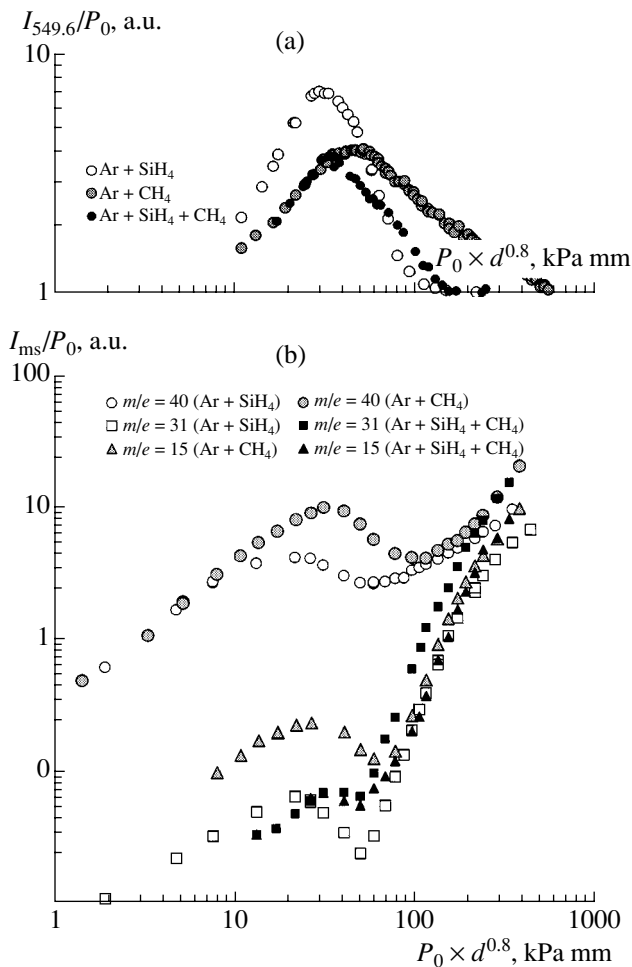 I549.6/P0, a.u.
(a)
10
Ar + SiH4
Ar + CH4
Ar + SiH4 + CH4
P0 × d^0.8, kPa mm
1
Ims/P0, a.u.
(b)
100
m/e = 40 (Ar + SiH4) m/e = 40 (Ar + CH4)
m/e = 31 (Ar + SiH4) m/e = 31 (Ar + SiH4 + CH4)
m/e = 15 (Ar + CH4) m/e = 15 (Ar + SiH4 + CH4)
10
1
0
1 10 100 1000
P0 × d^0.8, kPa mm